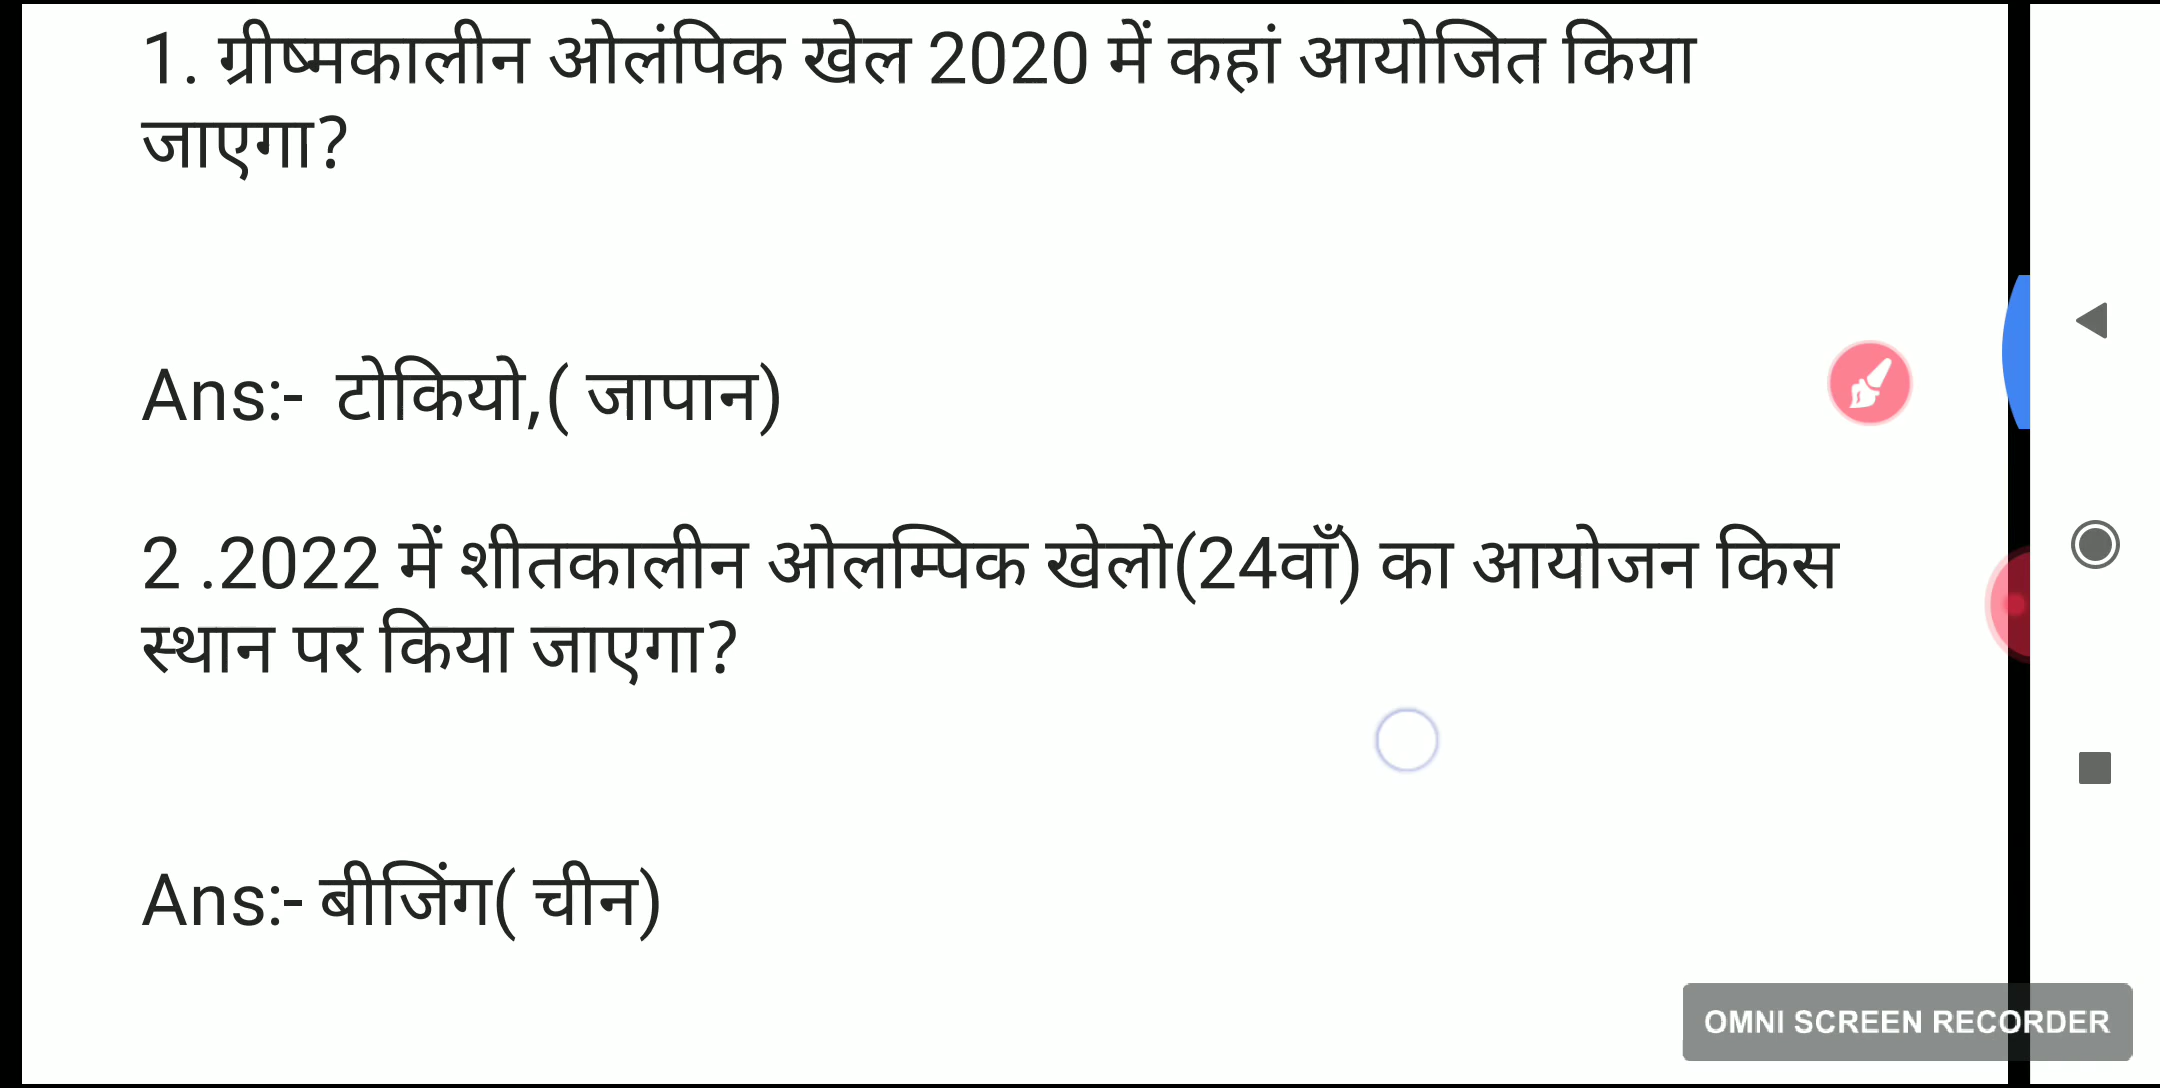 1. ग्रीष्मकालीन ओलंपिक खेल 2020 में कहां आयोजित किया
जाएगा?
Ans:- टोकियो,( जापान)
2 .2022 में शीतकालीन ओलम्पिक खेलो(24वाँ) का आयोजन किस
स्थान पर किया जाएगा?
Ans:- बीजिंग( चीन)
OMNI SCREEN RECORDER